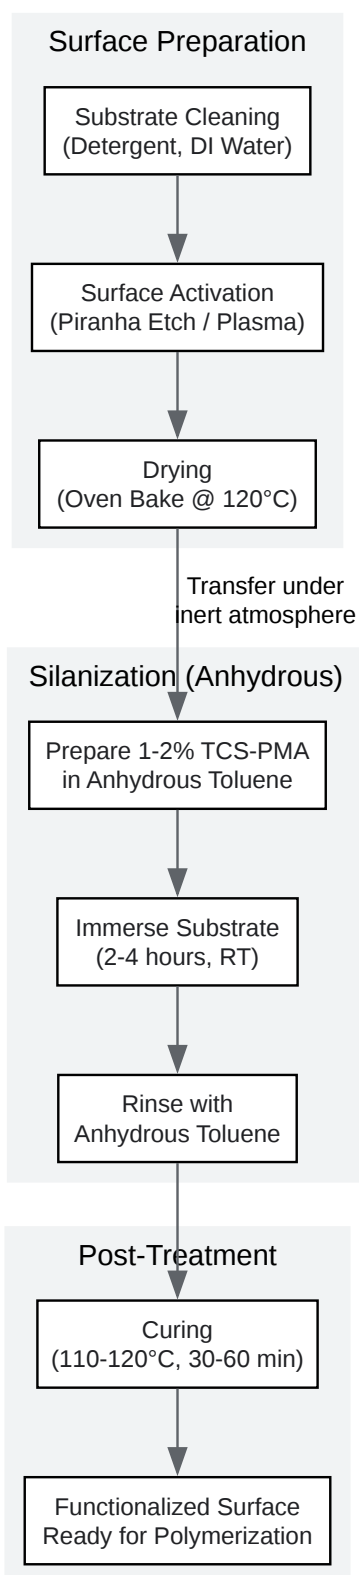 Surface Preparation
Substrate Cleaning
(Detergent, DI Water)
Surface Activation
(Piranha Etch / Plasma)
Drying
(Oven Bake @ 120°C)
Transfer under
inert atmosphere
Silanization (Anhydrous)
Prepare 1-2% TCS-PMA
in Anhydrous Toluene
Immerse Substrate
(2-4 hours, RT)
Rinse with
Anhydrous Toluene
Post-Treatment
Curing
(110-120°C, 30-60 min)
Functionalized Surface
Ready for Polymerization